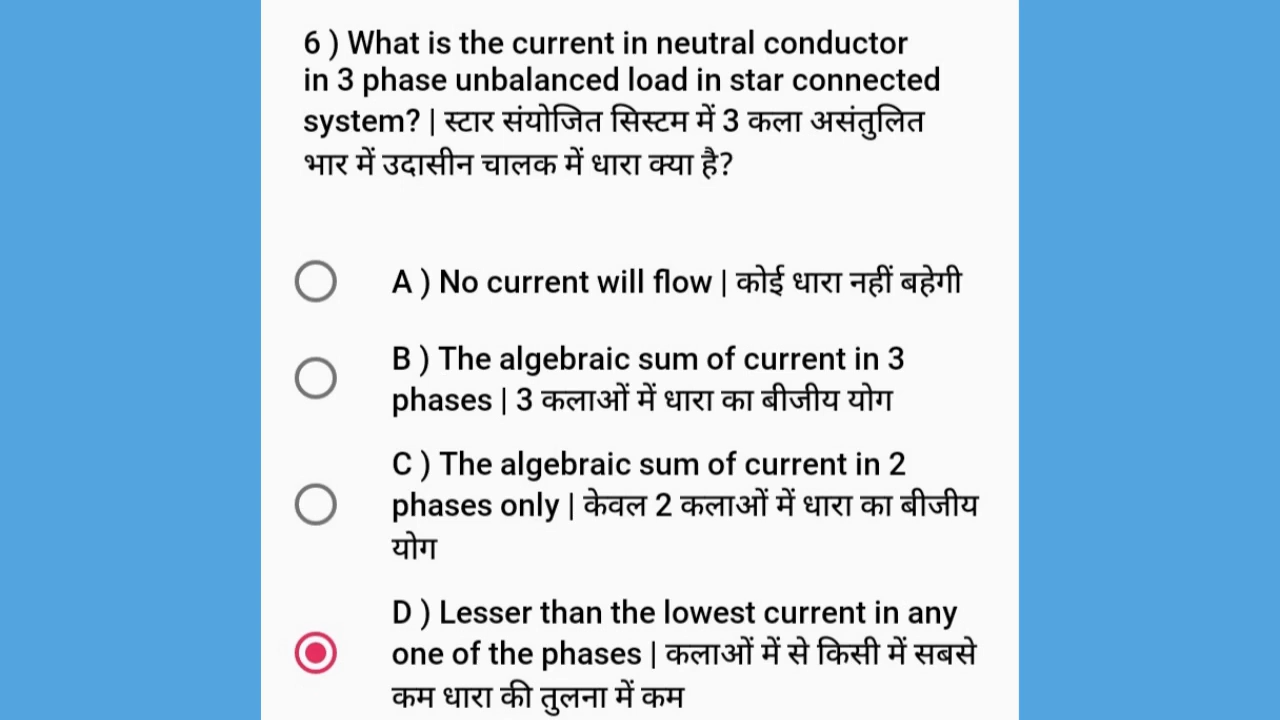 6 ) What is the current in neutral conductor
in 3 phase unbalanced load in star connected
system? | स्टार संयोजित सिस्टम में 3 कला असंतुलित
भार में उदासीन चालक में धारा क्या है?
A ) No current will flow | कोई धारा नहीं बहेगी
B ) The algebraic sum of current in 3
phases | 3 कलाओं में धारा का बीजीय योग
C ) The algebraic sum of current in 2
phases only | केवल 2 कलाओं में धारा का बीजीय
योग
D ) Lesser than the lowest current in any
one of the phases | कलाओं में से किसी में सबसे
कम धारा की तुलना में कम